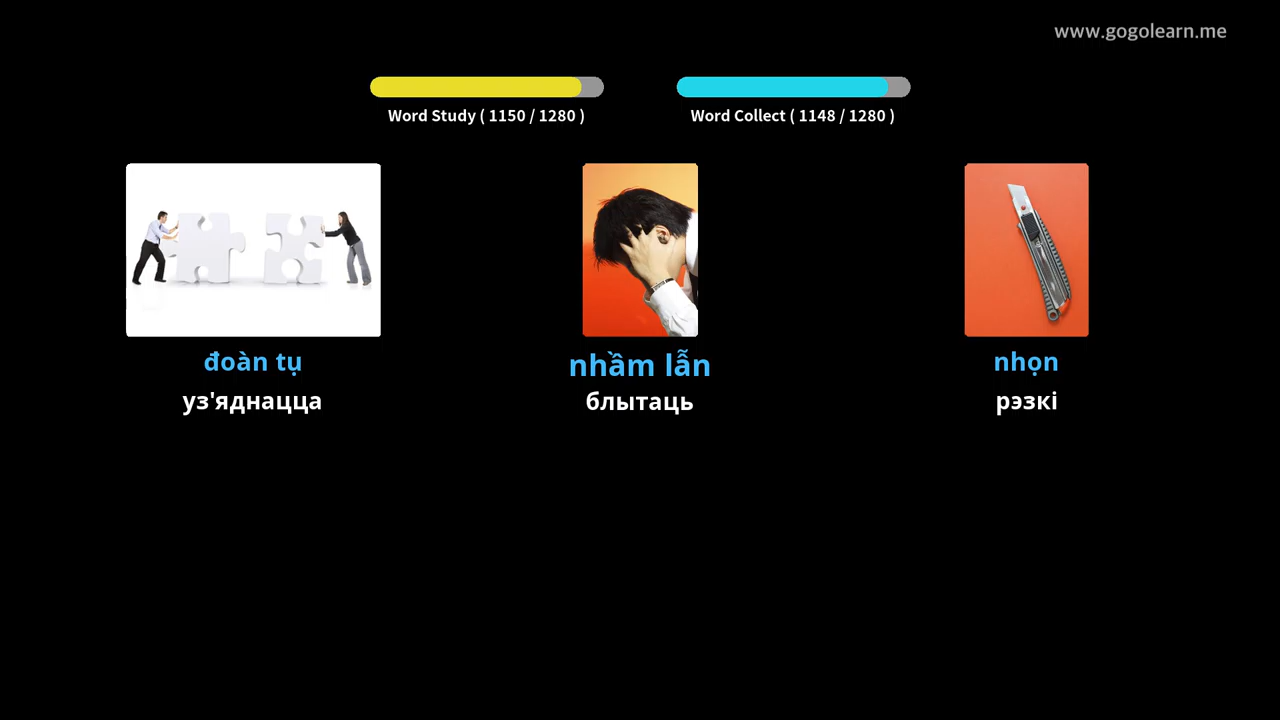 www.gogolearn.me
Word Study ( 1150 / 1280 )
Word Collect ( 1148 / 1280 )
đoàn tụ
уз'яднацца
nhầm lẫn
блытаць
nhọn
рэзкі